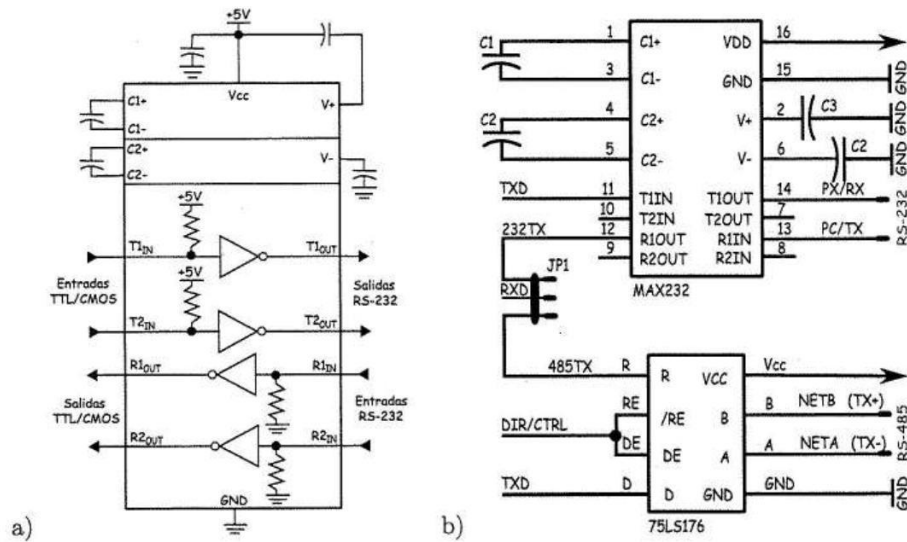 +5V
Vcc
V+
C1+
C1-
C2+
C2-
V-
+5V
T1IN
T1OUT
Entradas
TTL/CMOS
+5V
Salidas
RS-232
T2IN
T2OUT
R1OUT
R1IN
Salidas
TTL/CMOS
Entradas
RS-232
R2OUT
R2IN
GND
a)
C1
1
C1+
VDD
16
3
C1-
GND
15
GND
C2
4
C2+
V+
2
C3
GND
5
C2-
V-
6
C2
GND
TXD
11
T1IN
T1OUT
14
PX/RX
10
T2IN
T2OUT
7
232TX
12
R1OUT
R1IN
13
PC/TX
9
R2OUT
R2IN
8
RS-232
JP1
MAX232
RXD
485TX
R
R
VCC
Vcc
RE
/RE
B
B
NETB (TX+)
DIR/CTRL
DE
DE
A
A
NETA (TX-)
RS-485
TXD
D
D
GND
GND
GND
75LS176
b)